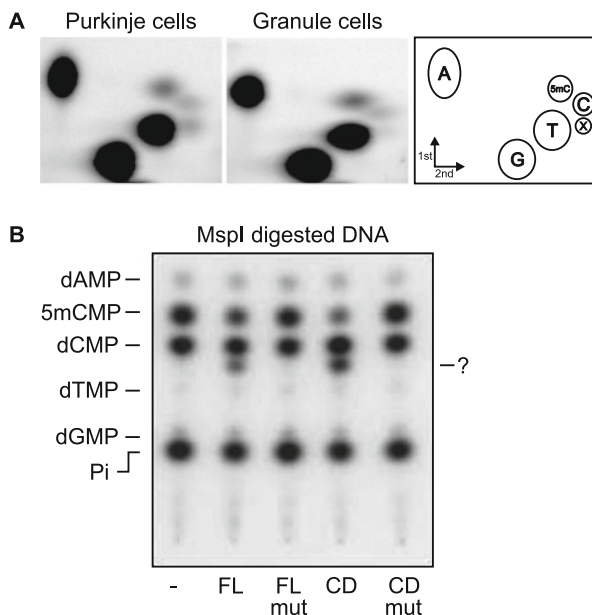 A
Purkinje cells
Granule cells
A
5mC
C
T
X
G
1st
2nd
B
MspI digested DNA
dAMP
5mCMP
dCMP
?
dTMP
dGMP
Pi
- FL FL CD CD
mut mut